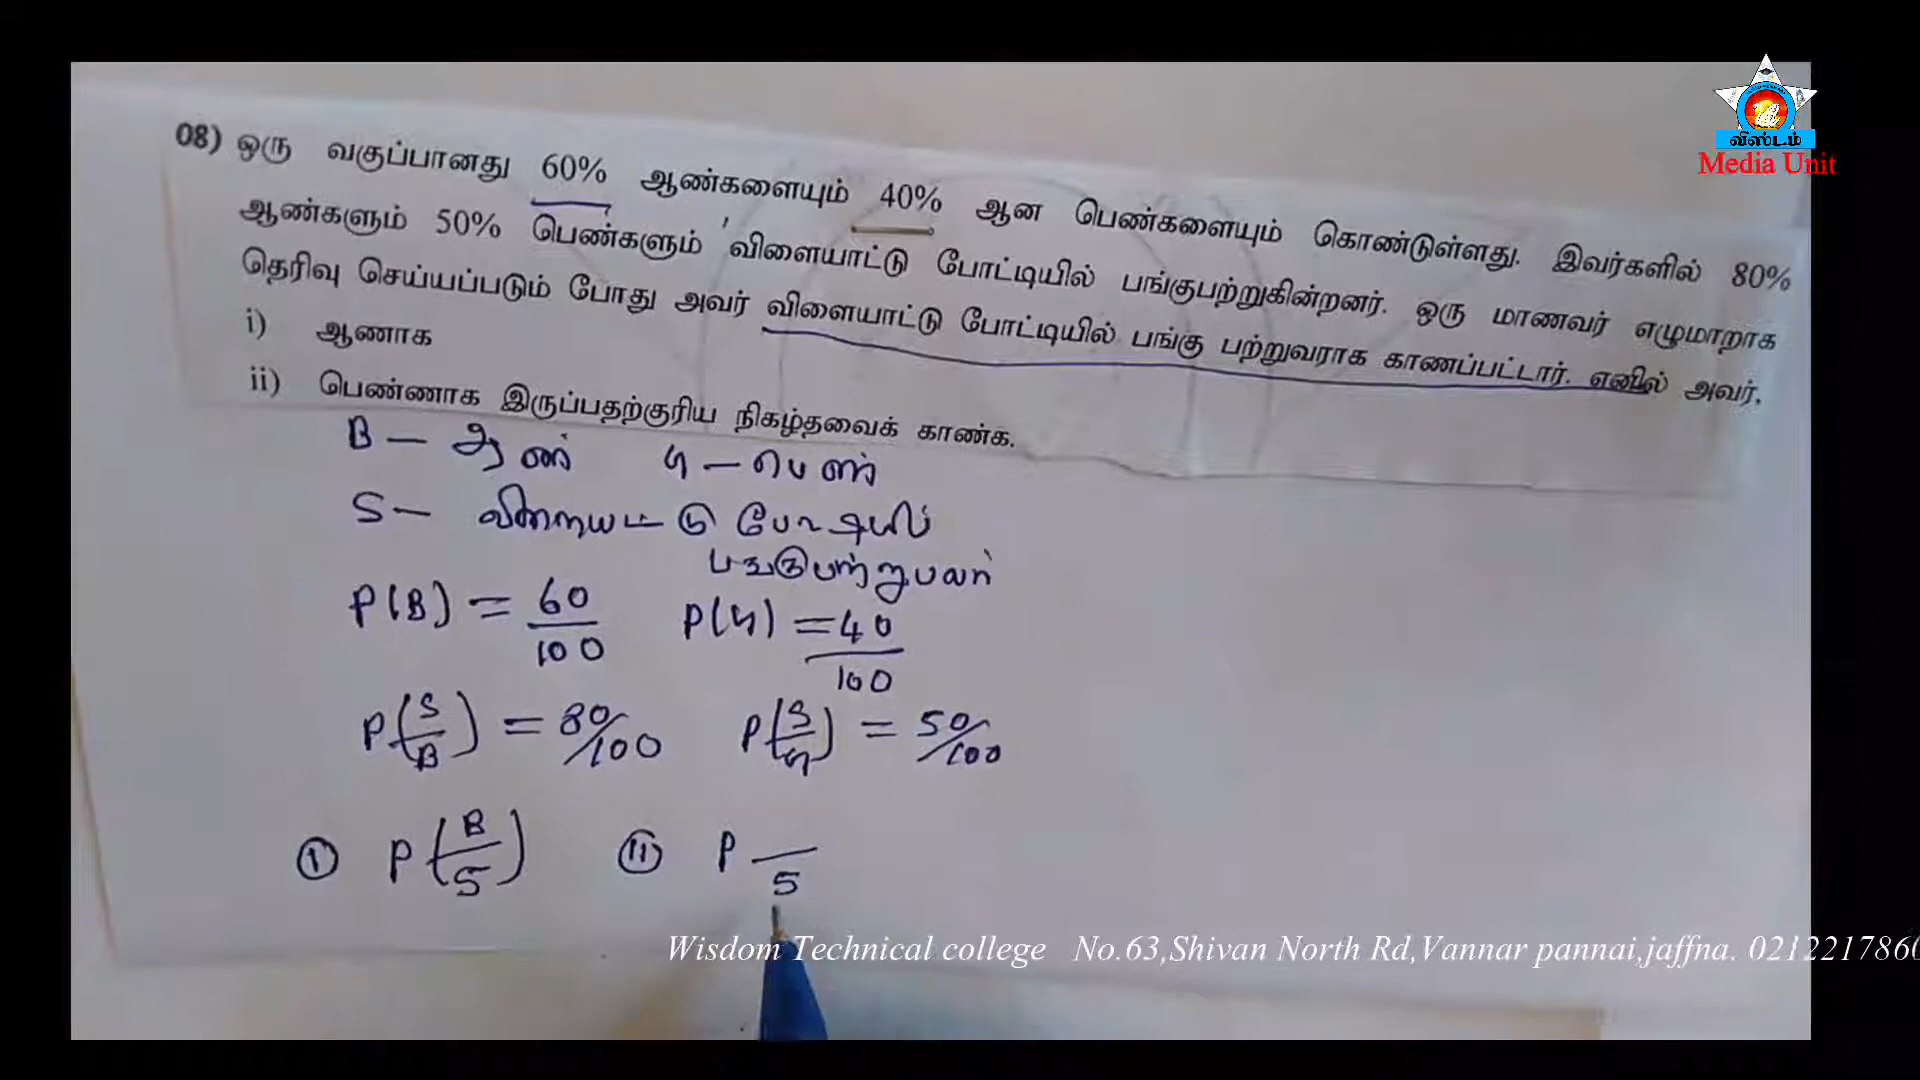 விஸ்டம்
Media Unit
08) ஒரு வகுப்பானது 60% ஆண்களையும் 40% ஆன பெண்களையும் கொண்டுள்ளது. இவர்களில் 80%
ஆண்களும் 50% பெண்களும் விளையாட்டு போட்டியில் பங்குபற்றுகின்றனர். ஒரு மாணவர் எழுமாறாக
தெரிவு செய்யப்படும் போது அவர் விளையாட்டு போட்டியில் பங்கு பற்றுவராக காணப்பட்டார். எனில் அவர்,
i) ஆணாக
ii) பெண்ணாக இருப்பதற்குரிய நிகழ்தவைக் காண்க.
B – ஆண் G – பெண்
S – விளையட்டு போட்டியில்
பங்குபற்றுபவர்
P(B) = 60/100 P(G) = 40/100
P(S/B) = 80/100 P(S/G) = 50/100
(i) P(B/S) (ii) P /S
Wisdom Technical college No.63,Shivan North Rd,Vannar pannai,jaffna. 0212217860